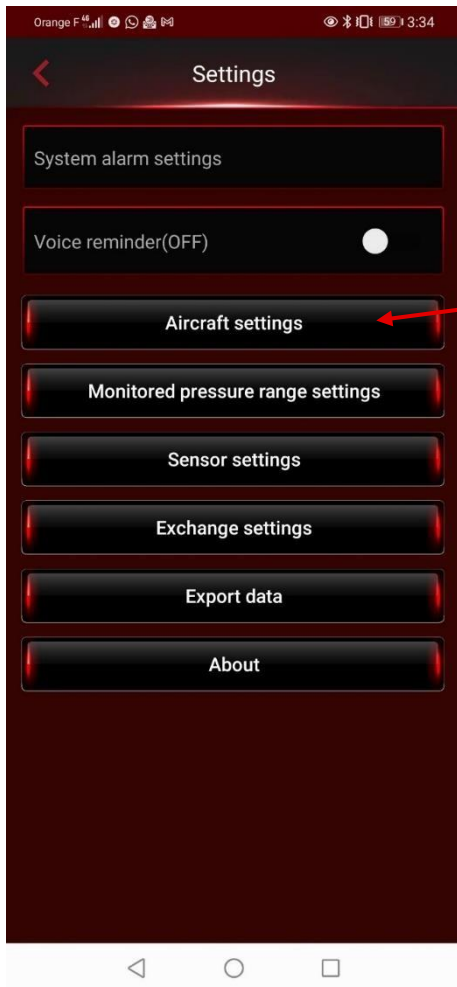 Orange F 59 3:34
Settings
System alarm settings
Voice reminder(OFF)
Aircraft settings
Monitored pressure range settings
Sensor settings
Exchange settings
Export data
About